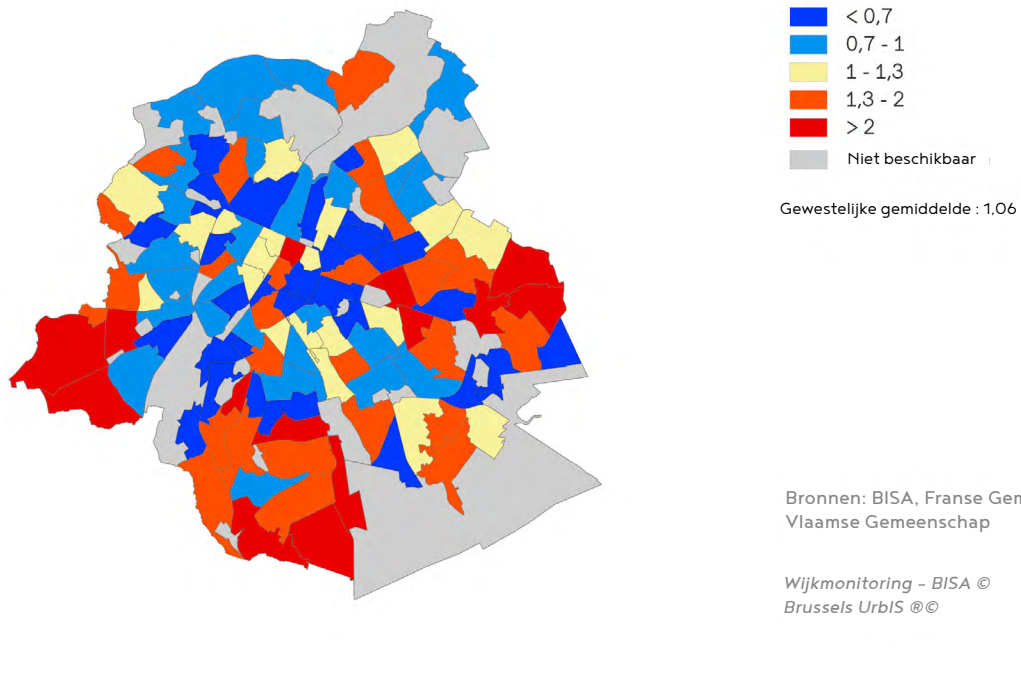 < 0,7
0,7 - 1
1 - 1,3
1,3 - 2
> 2
Niet beschikbaar
Gewestelijke gemiddelde : 1,06
Bronnen: BISA, Franse Gem
Vlaamse Gemeenschap
Wijkmonitoring - BISA ©
Brussels UrbIS ®©